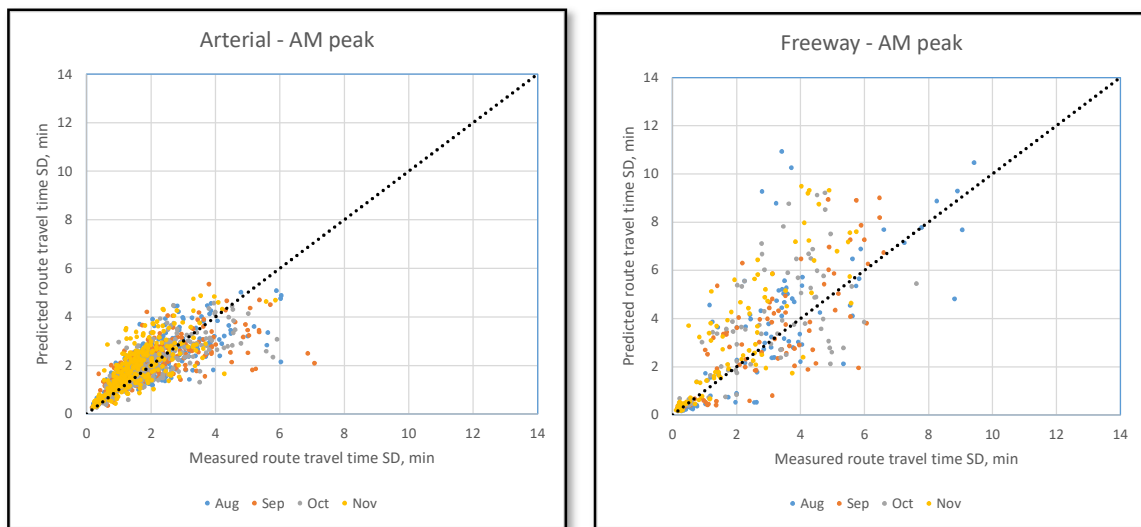 Arterial - AM peak
Predicted route travel time SD, min
14
12
10
8
6
4
2
0
0 2 4 6 8 10 12 14
Measured route travel time SD, min
Aug Sep Oct Nov
Freeway - AM peak
Predicted route travel time SD, min
14
12
10
8
6
4
2
0
0 2 4 6 8 10 12 14
Measured route travel time SD, min
Aug Sep Oct Nov